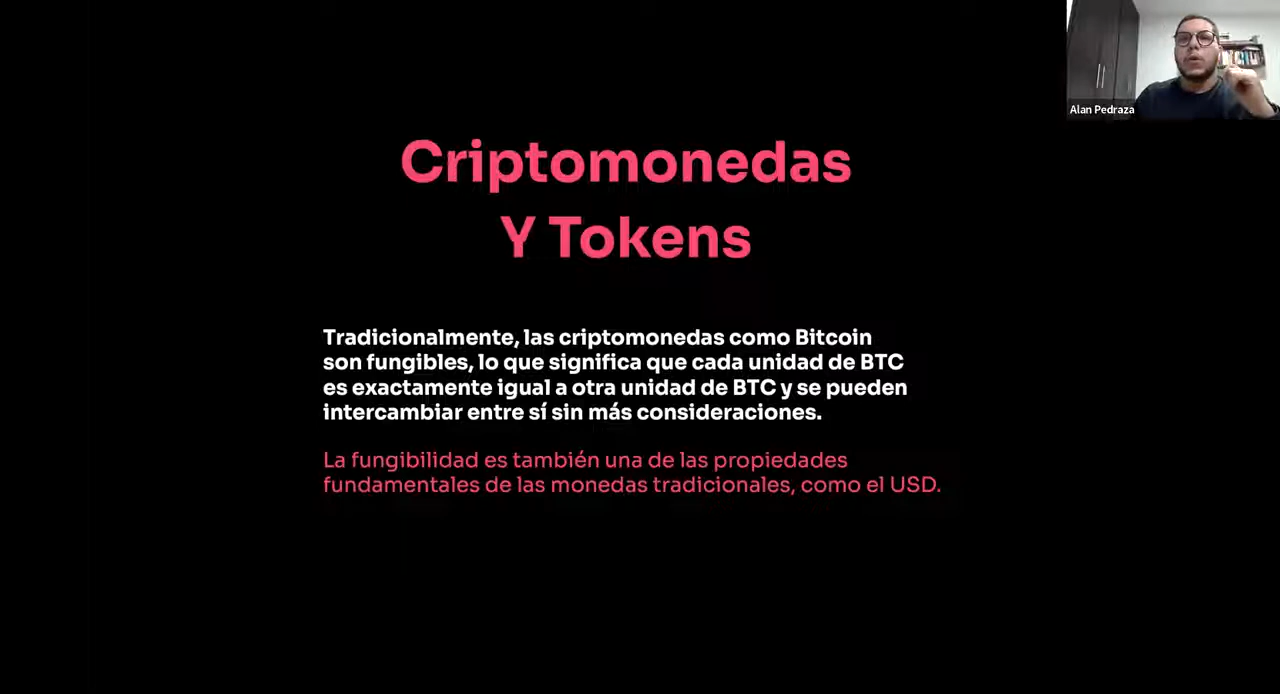 Alan Pedraza
Criptomonedas
Y Tokens
Tradicionalmente, las criptomonedas como Bitcoin
son fungibles, lo que significa que cada unidad de BTC
es exactamente igual a otra unidad de BTC y se pueden
intercambiar entre sí sin más consideraciones.
La fungibilidad es también una de las propiedades
fundamentales de las monedas tradicionales, como el USD.